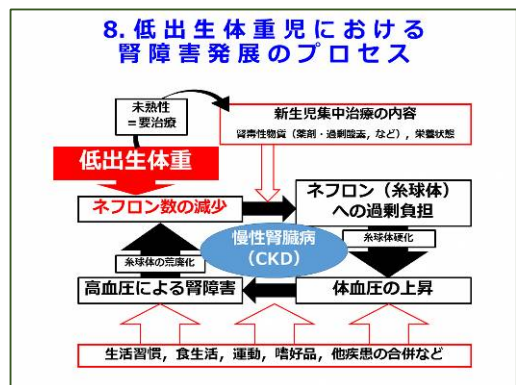 8. 低出生体重児における
腎障害発展のプロセス
未熟性
＝要治療
新生児集中治療の内容
腎毒性物質（薬剤・過剰酸素，など），栄養状態
低出生体重
ネフロン数の減少
ネフロン（糸球体）
への過剰負担
慢性腎臓病
（CKD）
糸球体硬化
糸球体の荒廃化
高血圧による腎障害
体血圧の上昇
生活習慣，食生活，運動，嗜好品，他疾患の合併など